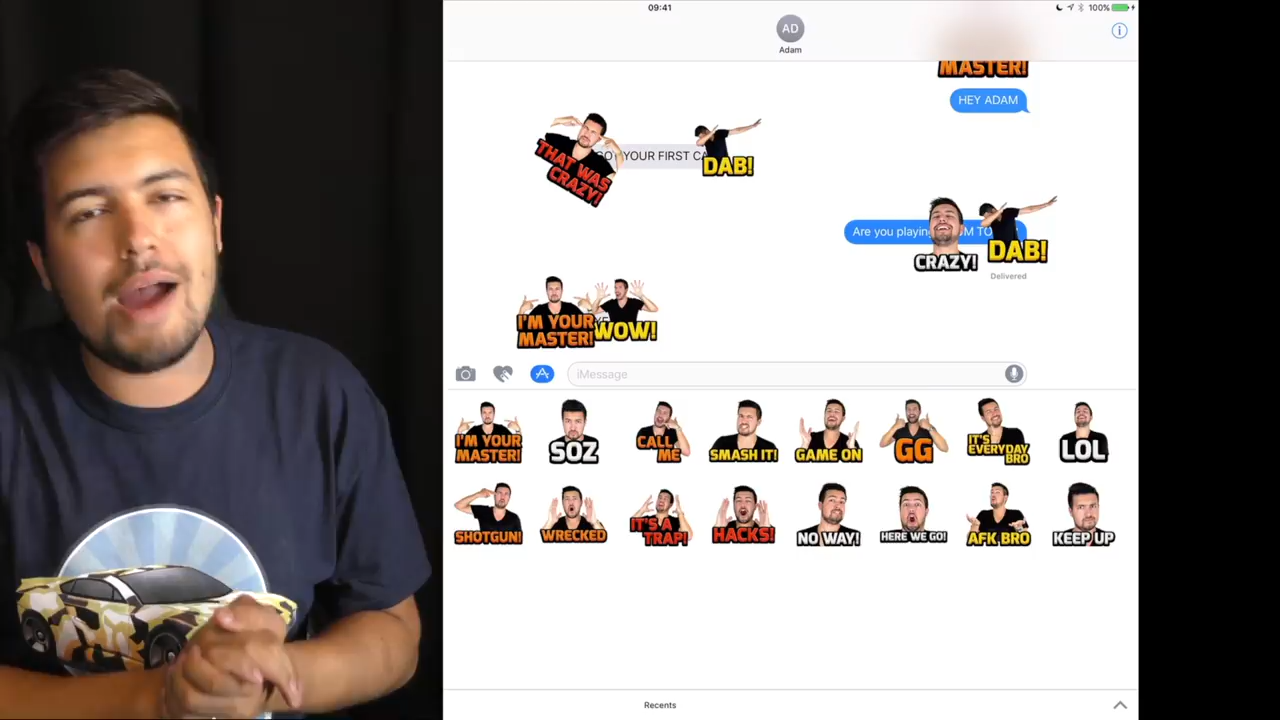 09:41
100%
AD
Adam
MASTER!
HEY ADAM
THAT WAS
CRAZY!
YOUR FIRST
DAB!
Are you playing
CRAZY!
DAB!
Delivered
I'M YOUR
MASTER!
WOW!
iMessage
I'M YOUR
MASTER!
SOZ
CALL
ME
SMASH IT!
GAME ON
GG
IT'S
EVERYDAY
BRO
LOL
SHOTGUN!
WRECKED
IT'S A
TRAP!
HACKS!
NO WAY!
HERE WE GO!
AFK, BRO
KEEP UP
Recents